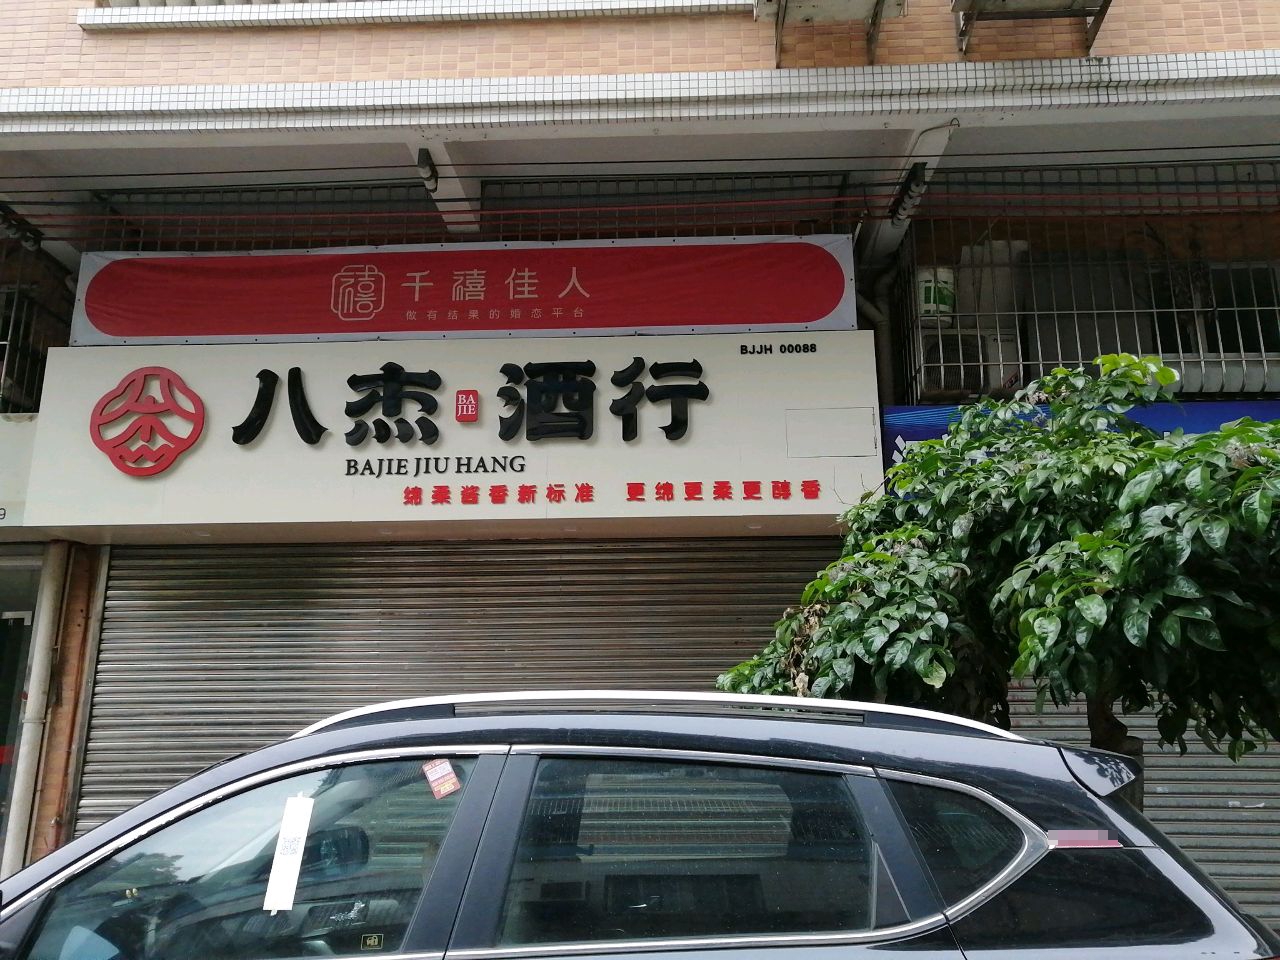 禧 千禧佳人
做有结果的婚恋平台
BJJH 00088
八杰 BA JIE 酒行
BAJIE JIU HANG
绵柔酱香新标准 更绵更柔更醇香
9